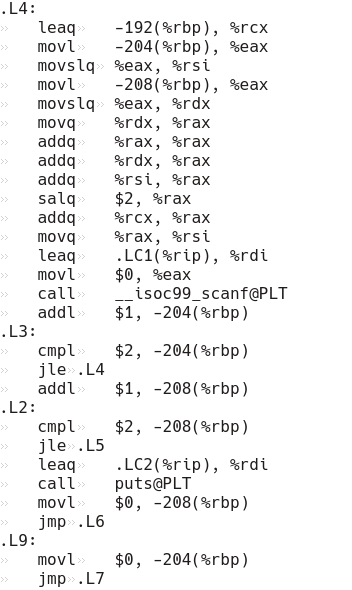 .L4:
»	leaq»	-192(%rbp), %rcx
»	movl»	-204(%rbp), %eax
»	movslq»	%eax, %rsi
»	movl»	-208(%rbp), %eax
»	movslq»	%eax, %rdx
»	movq»	%rdx, %rax
»	addq»	%rax, %rax
»	addq»	%rdx, %rax
»	addq»	%rsi, %rax
»	salq»	$2, %rax
»	addq»	%rcx, %rax
»	movq»	%rax, %rsi
»	leaq»	.LC1(%rip), %rdi
»	movl»	$0, %eax
»	call»	__isoc99_scanf@PLT
»	addl»	$1, -204(%rbp)
.L3:
»	cmpl»	$2, -204(%rbp)
»	jle».L4
»	addl»	$1, -208(%rbp)
.L2:
»	cmpl»	$2, -208(%rbp)
»	jle».L5
»	leaq»	.LC2(%rip), %rdi
»	call»	puts@PLT
»	movl»	$0, -208(%rbp)
»	jmp».L6
.L9:
»	movl»	$0, -204(%rbp)
»	jmp».L7